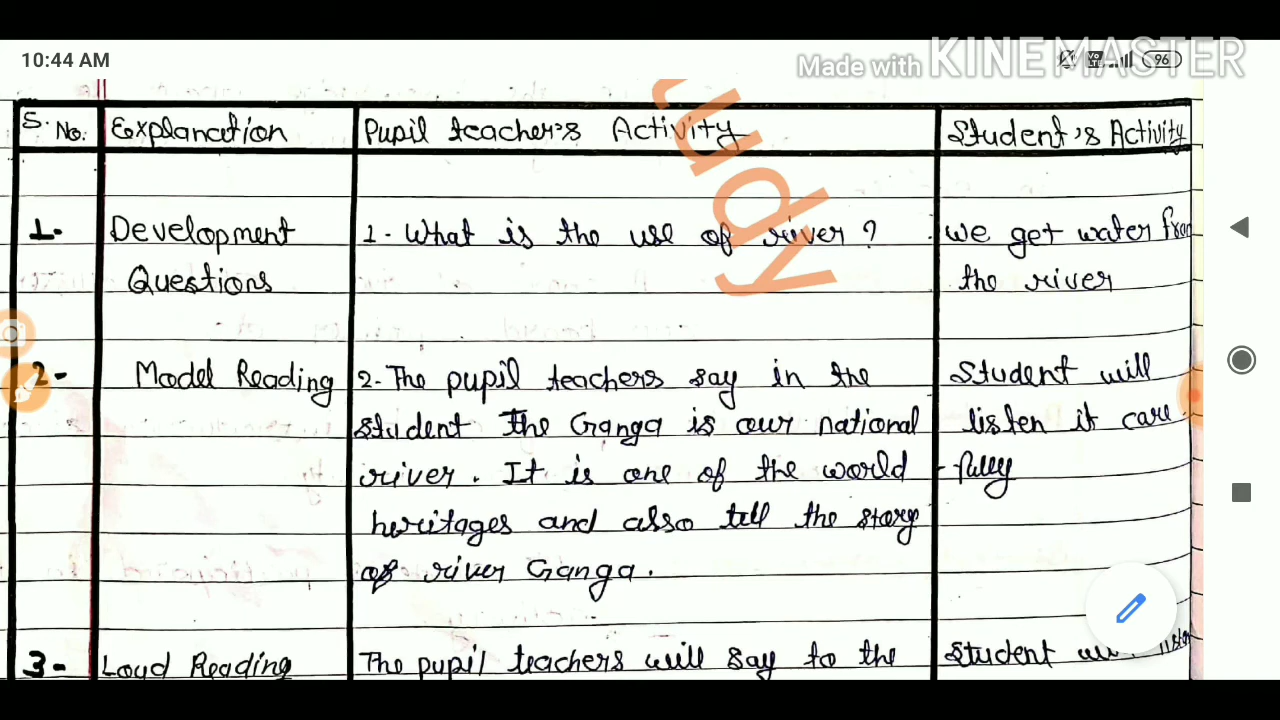 10:44 AM
Made with KINEMASTER
96
S. No. Explanation Pupil teacher's Activity Student's Activity
udy
1. Development 1. What is the use of river? We get water from
Questions the river
2- Model Reading 2. The pupil teachers say in the Student will
student The Ganga is our national listen it care
river. It is one of the world -fully
heritages and also tell the story
of river Ganga.
3- Loud Reading The pupil teachers will say to the Student